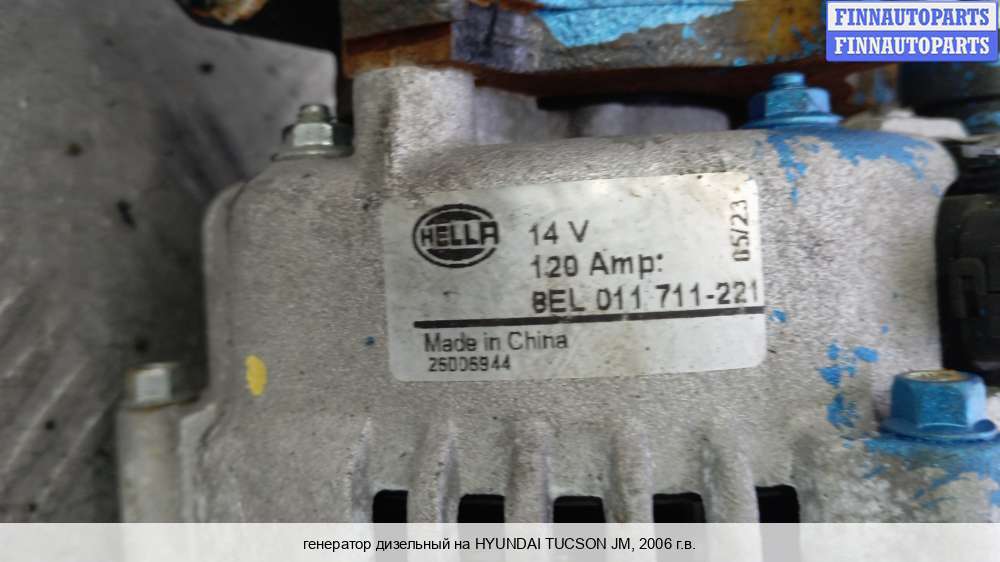 FINNAUTOPARTS
FINNAUTOPARTS
HELLA
14 V
05/23
120 Amp:
8EL 011 711-221
Made in China
26006944
генератор дизельный на HYUNDAI TUCSON JM, 2006 г.в.